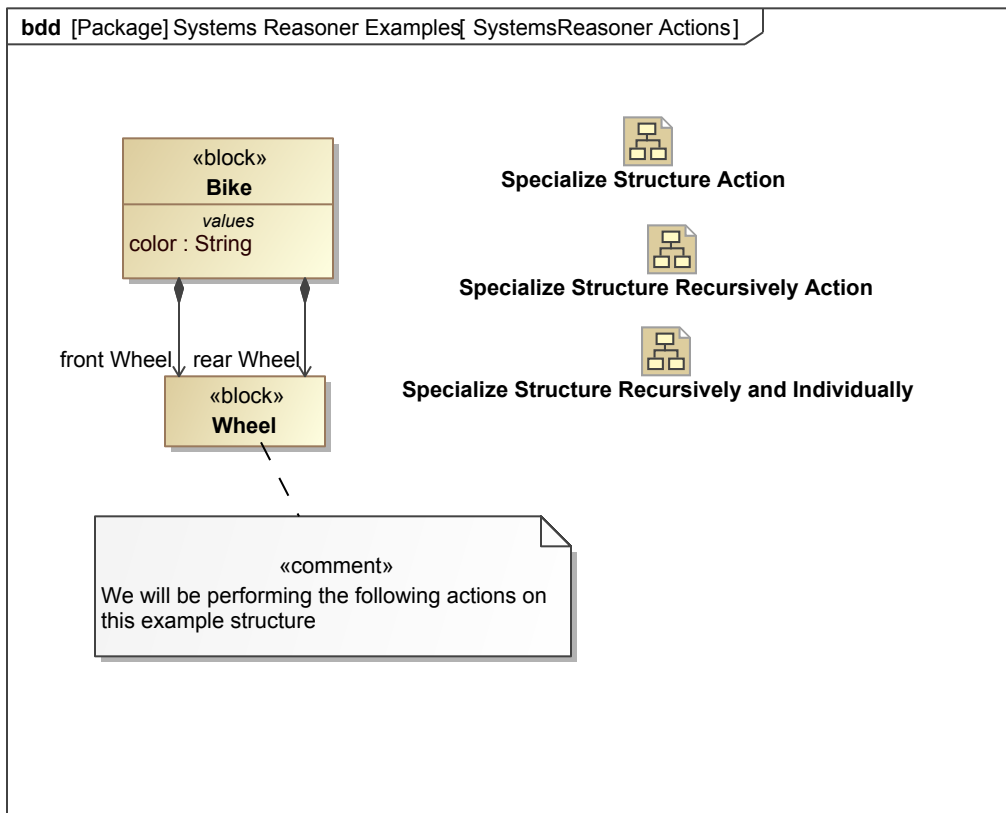 bdd [Package] Systems Reasoner Examples[ SystemsReasoner Actions]
«block»
Bike
values
color : String
front Wheel
rear Wheel
«block»
Wheel
«comment»
We will be performing the following actions on
this example structure
Specialize Structure Action
Specialize Structure Recursively Action
Specialize Structure Recursively and Individually